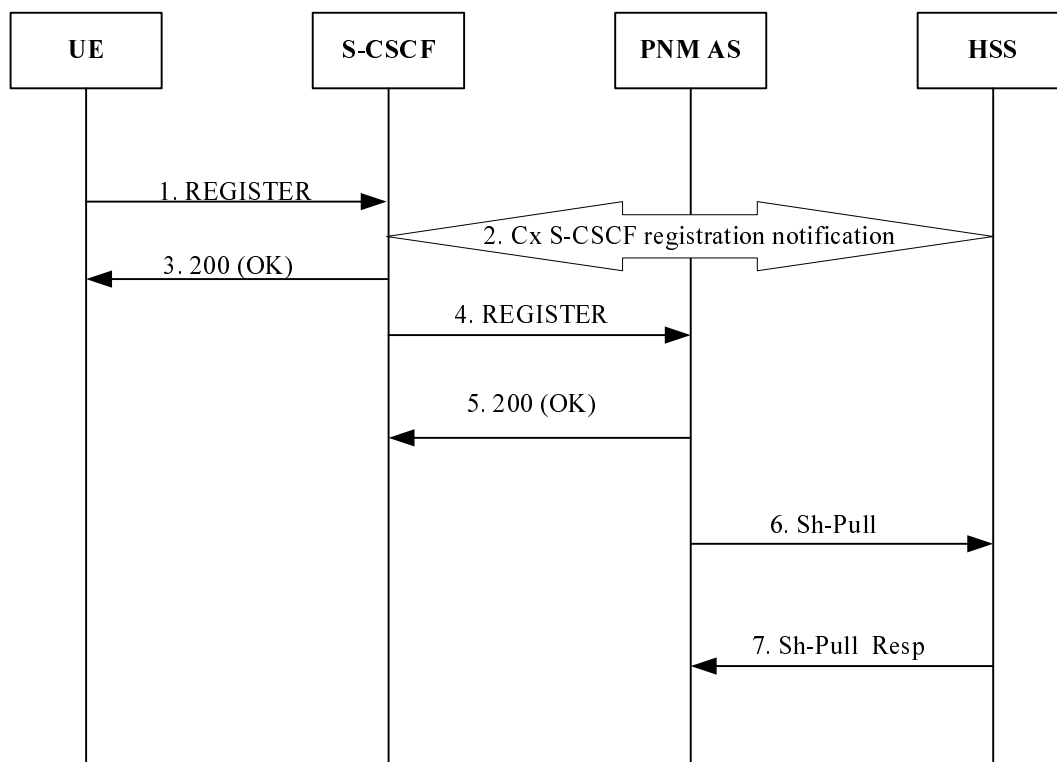 UE
S-CSCF
PNM AS
HSS
1. REGISTER
2. Cx S-CSCF registration notification
3. 200 (OK)
4. REGISTER
5. 200 (OK)
6. Sh-Pull
7. Sh-Pull Resp